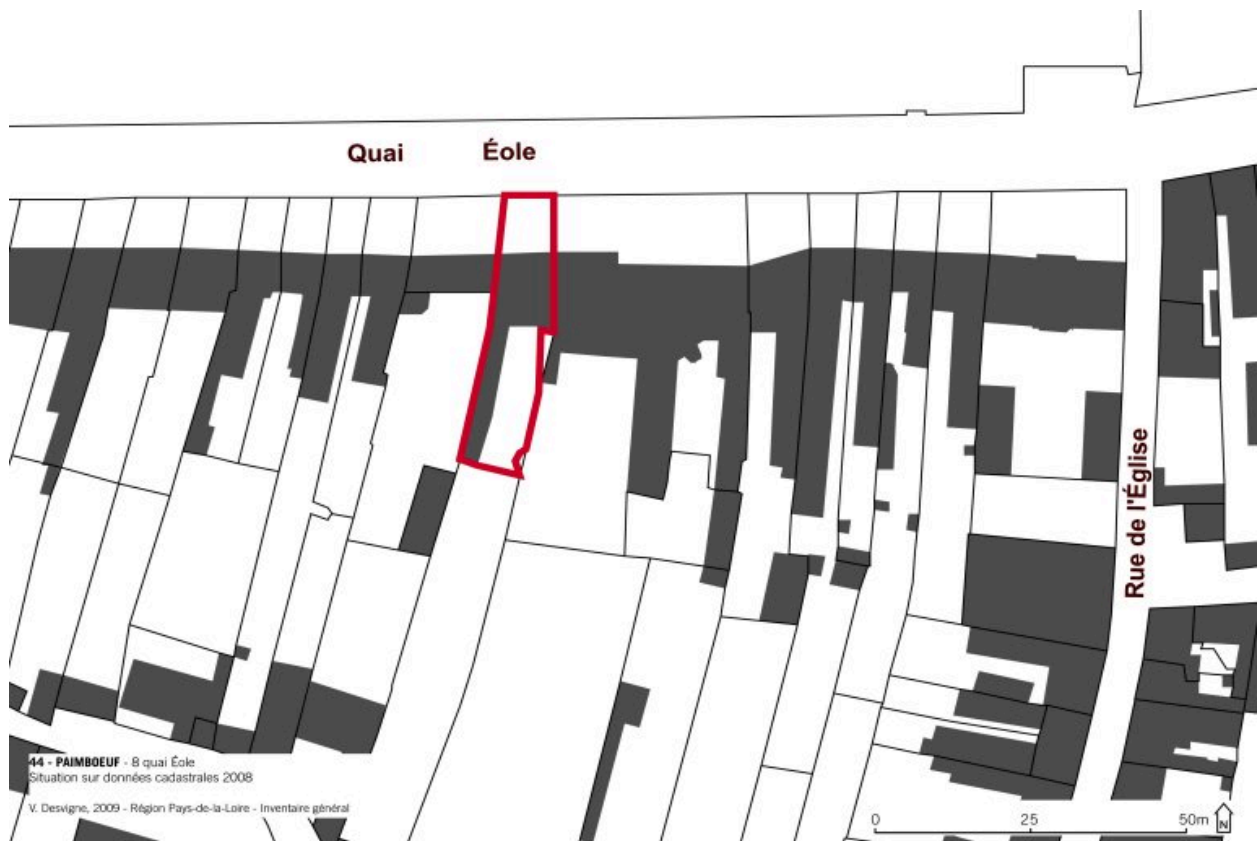 Quai Éole
Rue de l'Église
44 - PAIMBOEUF - 8 quai Éole
Situation sur données cadastrales 2008
V. Desvigne, 2009 - Région Pays-de-la-Loire - Inventaire général
0 25 50m
N